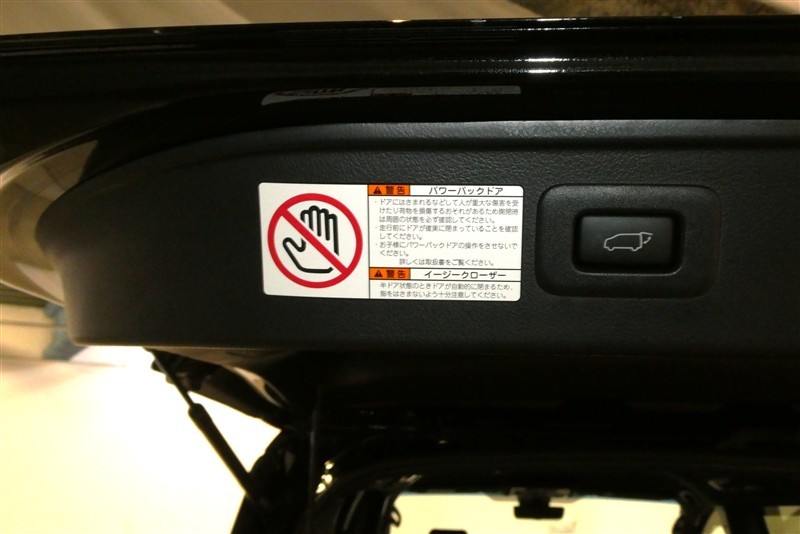 警告 パワーバックドア
・ドアにはさまれるなどして人が重大な傷害を受
けたり荷物を損傷するおそれがあるため開閉時
は周囲の状態を必ず確認してください。
・走行前にドアが確実に閉まっていることを確認
してください。
・お子様にパワーバックドアの操作をさせないで
ください。
詳しくは取扱書をご覧ください。
警告 イージークローザー
半ドア状態のときドアが自動的に閉まるため、
指をはさまないよう十分注意してください。